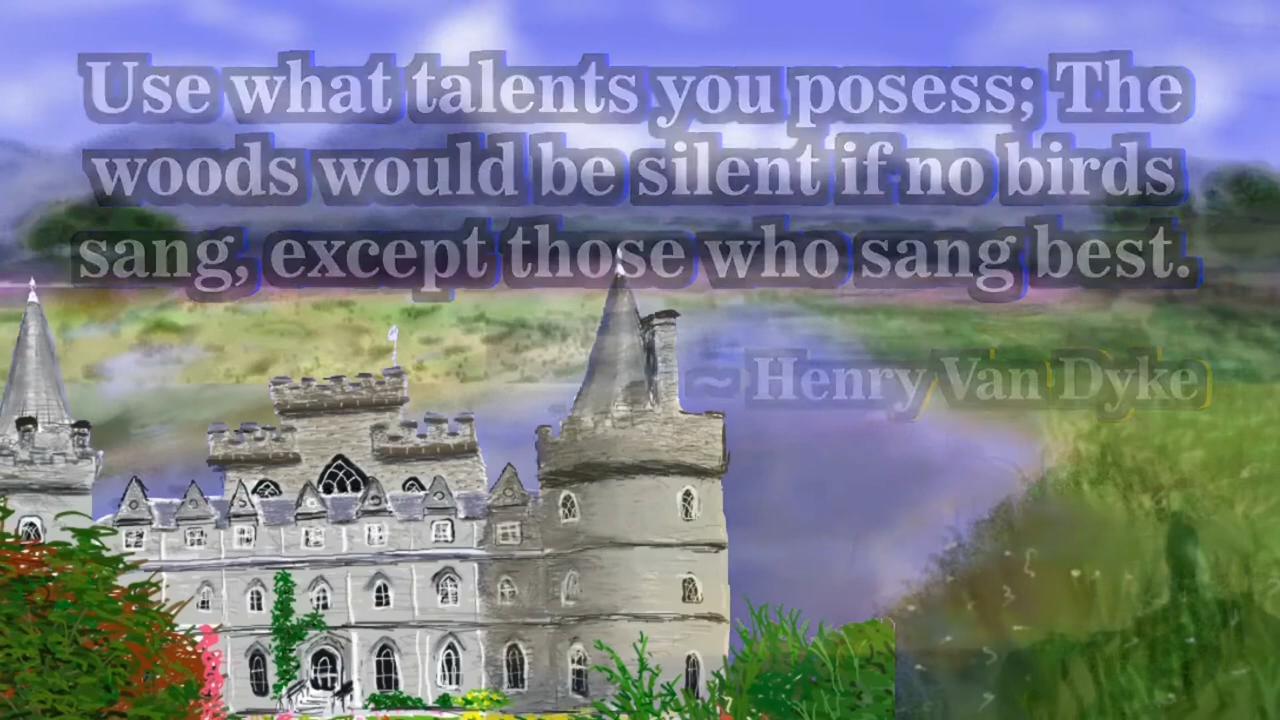 Use what talents you posess; The
woods would be silent if no birds
sang, except those who sang best.
~ Henry Van Dyke